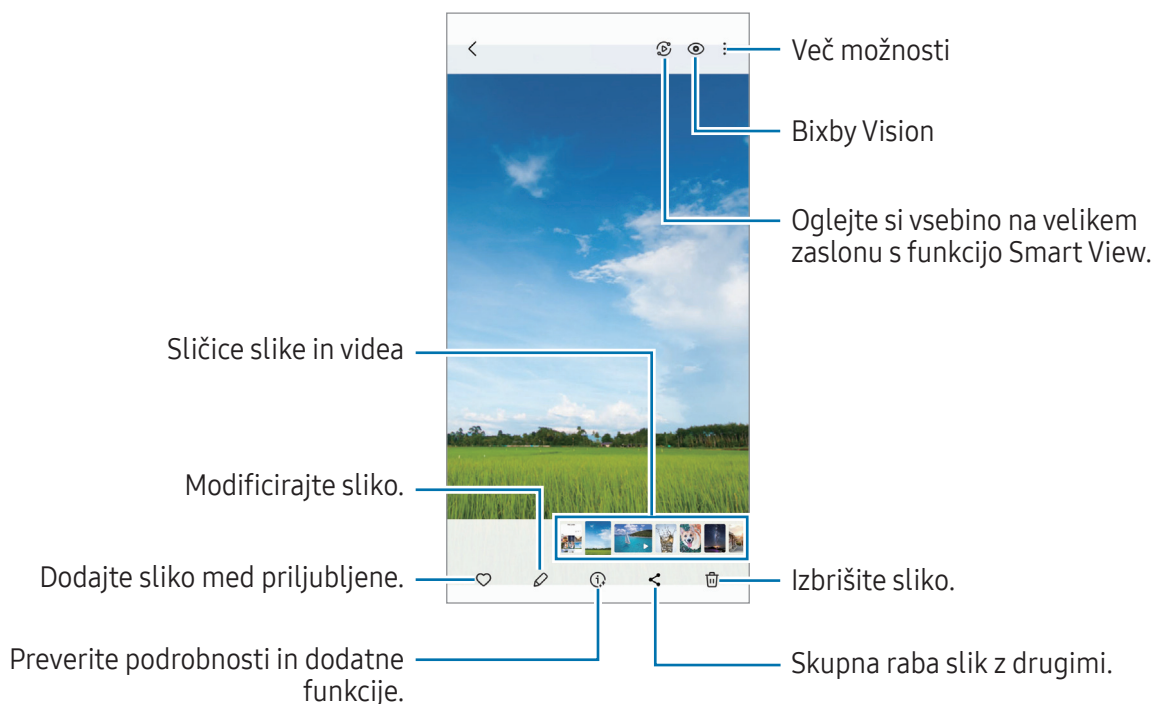 Več možnosti
Bixby Vision
Oglejte si vsebino na velikem
zaslonu s funkcijo Smart View.
Sličice slike in videa
Modificirajte sliko.
Dodajte sliko med priljubljene.
Izbrišite sliko.
Preverite podrobnosti in dodatne
funkcije.
Skupna raba slik z drugimi.